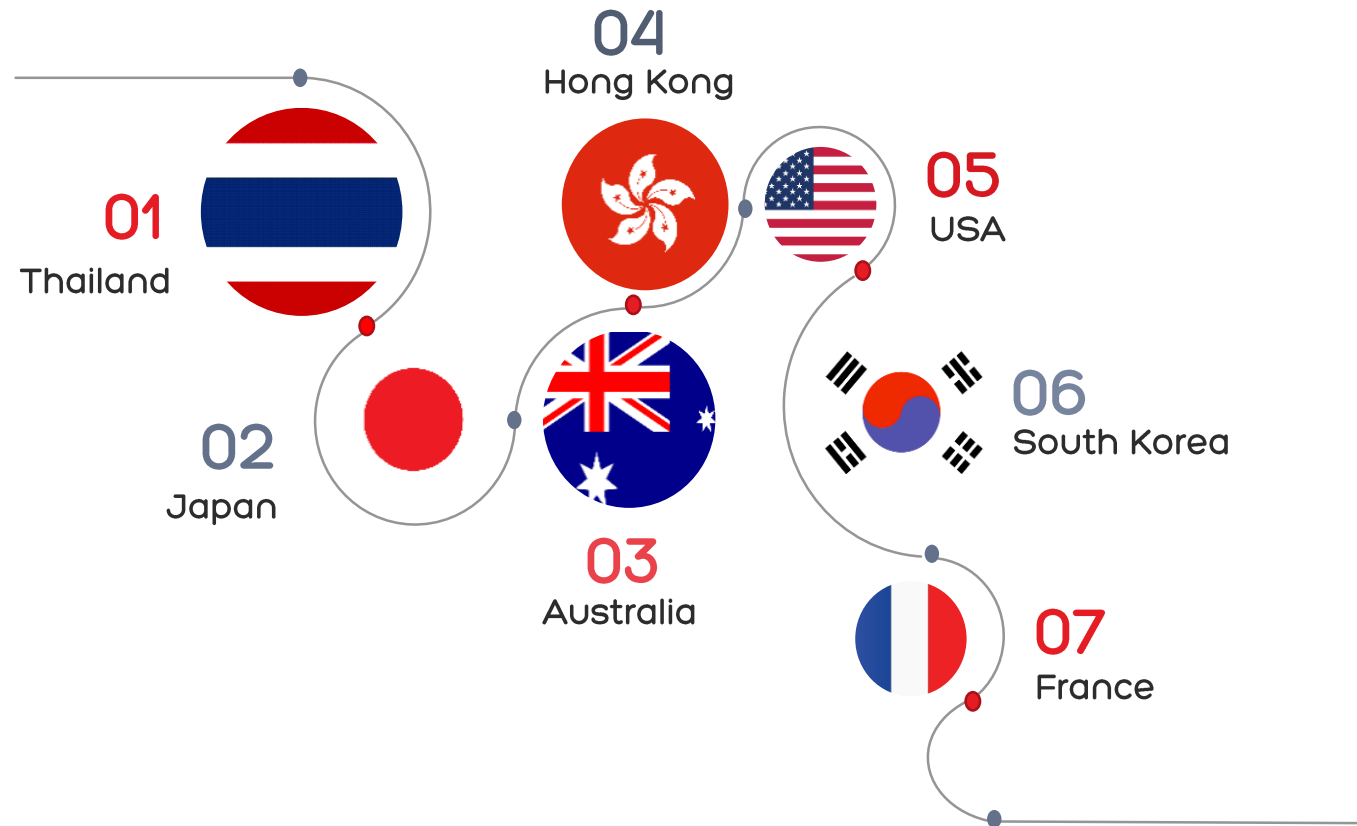 01
Thailand
02
Japan
03
Australia
04
Hong Kong
05
USA
06
South Korea
07
France